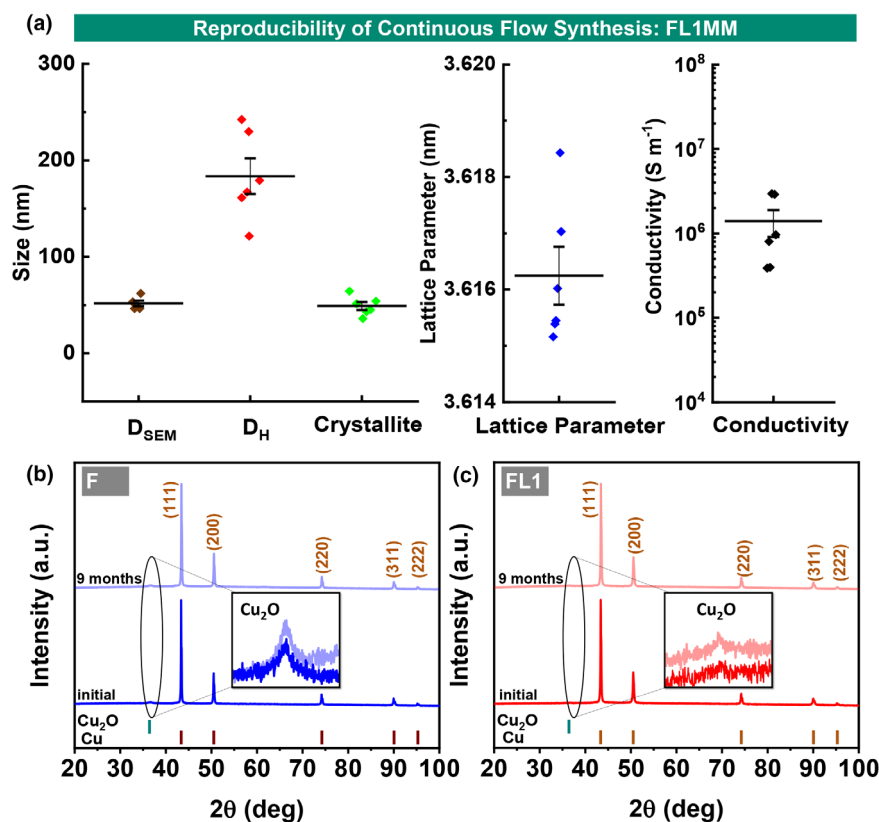 (a)
Reproducibility of Continuous Flow Synthesis: FL1MM
300
200
100
0
Size (nm)
D_SEM
D_H
Crystallite
3.620
3.618
3.616
3.614
Lattice Parameter (nm)
Lattice Parameter
10⁸
10⁷
10⁶
10⁵
10⁴
Conductivity (S m⁻¹)
Conductivity
(b)
F
Intensity (a.u.)
(111)
(200)
(220)
(311)
(222)
9 months
Cu₂O
initial
Cu₂O
Cu
20 30 40 50 60 70 80 90 100
2θ (deg)
(c)
FL1
Intensity (a.u.)
(111)
(200)
(220)
(311)
(222)
9 months
Cu₂O
initial
Cu₂O
Cu
20 30 40 50 60 70 80 90 100
2θ (deg)